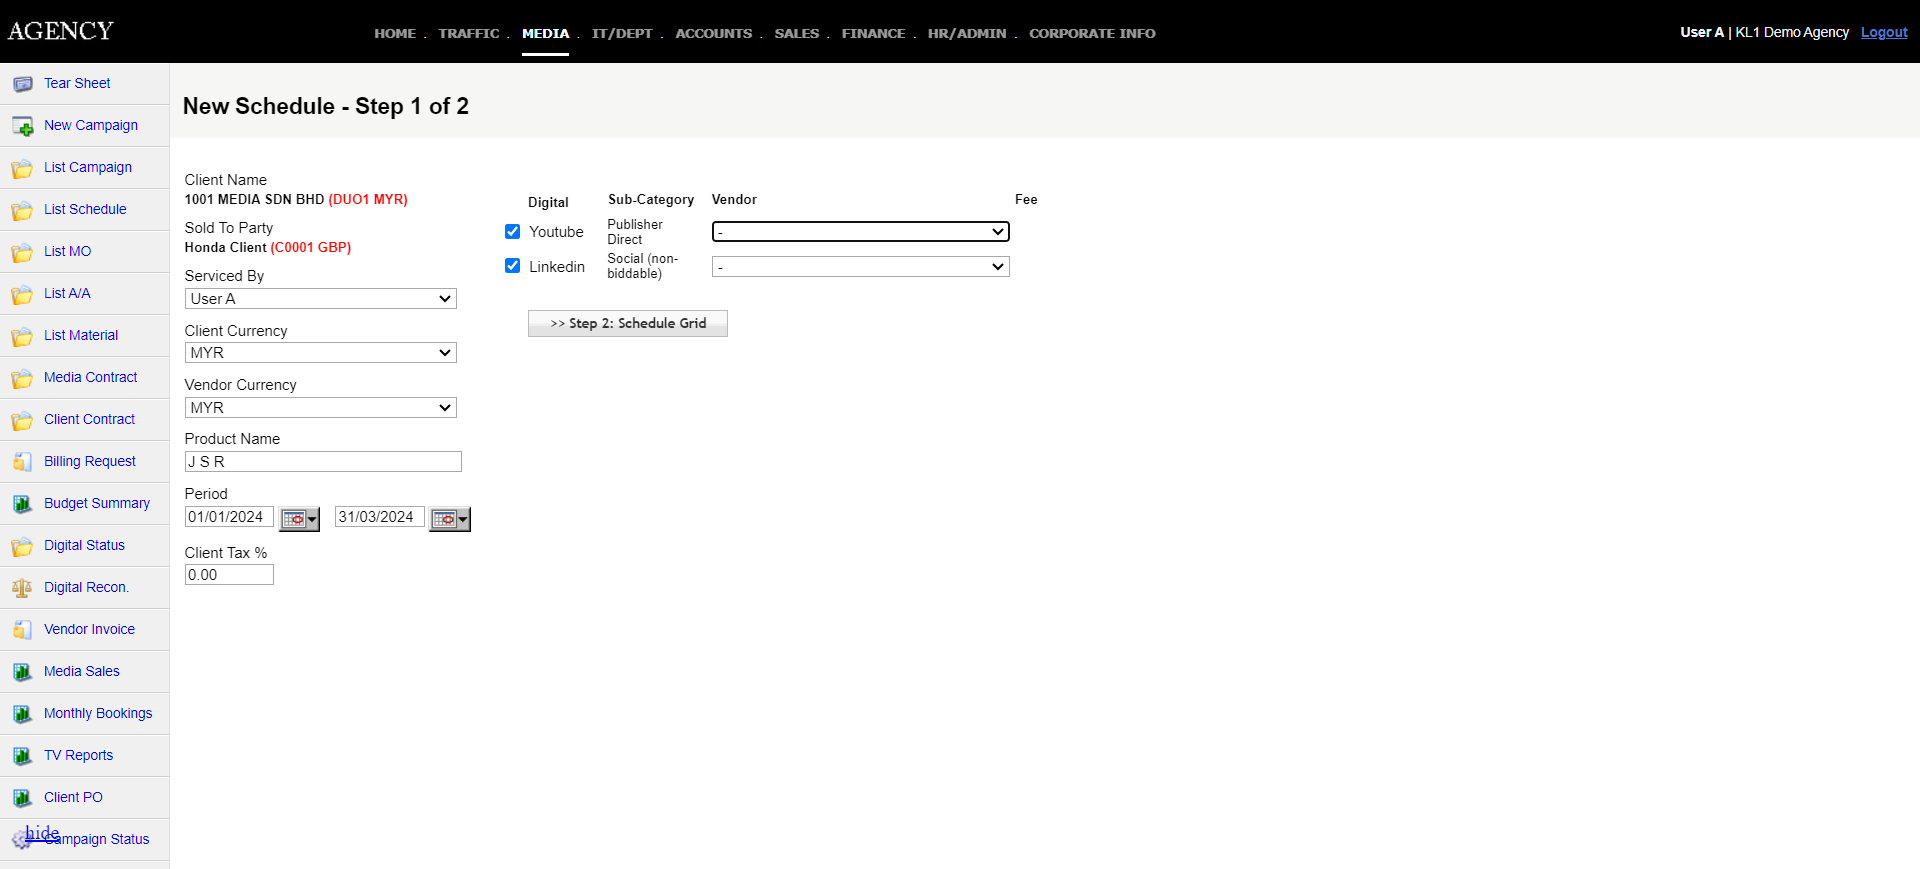 AGENCY
HOME . TRAFFIC . MEDIA . IT/DEPT . ACCOUNTS . SALES . FINANCE . HR/ADMIN . CORPORATE INFO
User A | KL1 Demo Agency Logout
Tear Sheet
New Campaign
List Campaign
List Schedule
List MO
List A/A
List Material
Media Contract
Client Contract
Billing Request
Budget Summary
Digital Status
Digital Recon.
Vendor Invoice
Media Sales
Monthly Bookings
TV Reports
Client PO
hide
Campaign Status
New Schedule - Step 1 of 2
Client Name
1001 MEDIA SDN BHD (DUO1 MYR)
Sold To Party
Honda Client (C0001 GBP)
Serviced By
User A
Client Currency
MYR
Vendor Currency
MYR
Product Name
J S R
Period
01/01/2024 31/03/2024
Client Tax %
0.00
Digital Sub-Category Vendor Fee
Youtube Publisher Direct -
Linkedin Social (non-biddable) -
>> Step 2: Schedule Grid